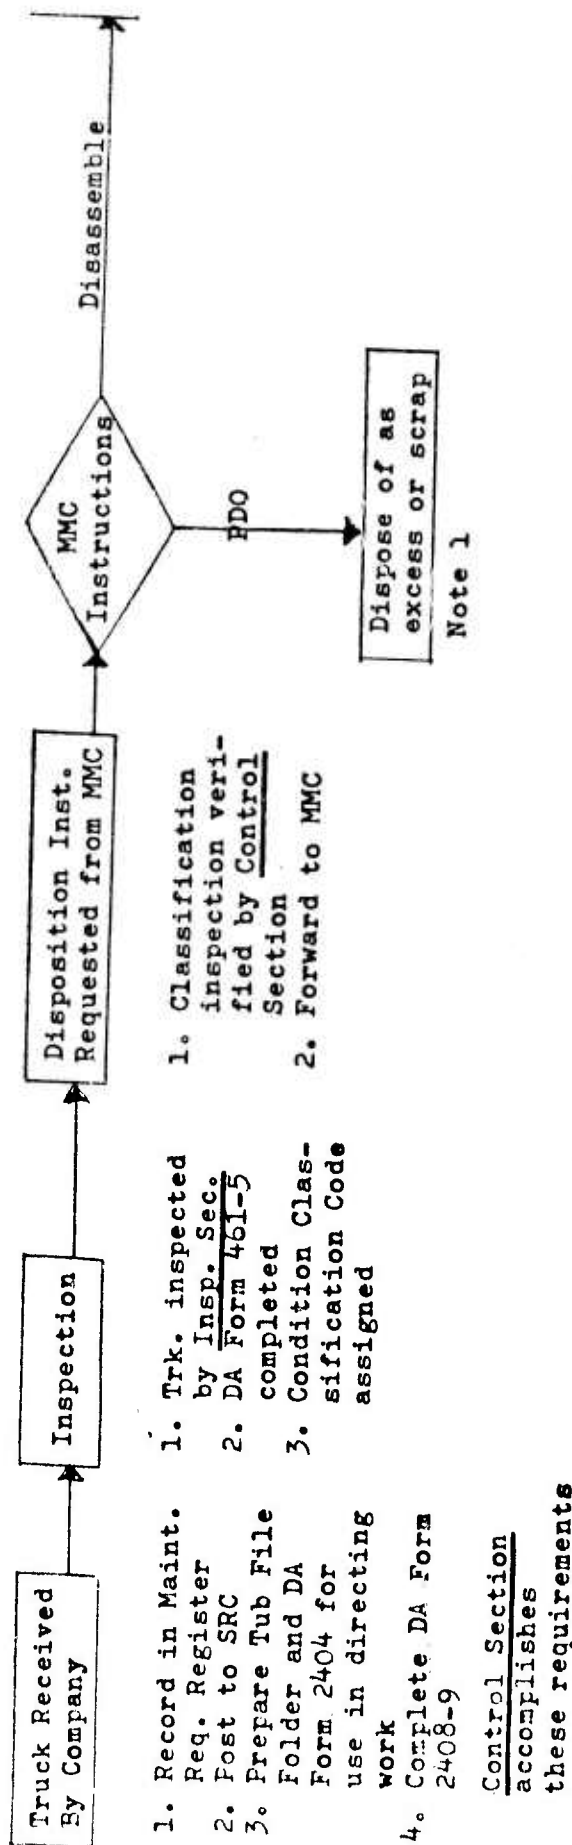 Truck Received
By Company
1. Record in Maint.
Req. Register
2. Post to SRC
3. Prepare Tub File
Folder and DA
Form 2404 for
use in directing
work
4. Complete DA Form
2408-9
Control Section
accomplishes
these requirements
Inspection
1. Trk. inspected
by Insp. Sec.
2. DA Form 461-5
completed
3. Condition Clas-
sification Code
assigned
Disposition Inst.
Requested from MMC
1. Classification
inspection veri-
fied by Control
Section
2. Forward to MMC
MMC
Instructions
Disassemble
PDO
Dispose of as
excess or scrap
Note 1